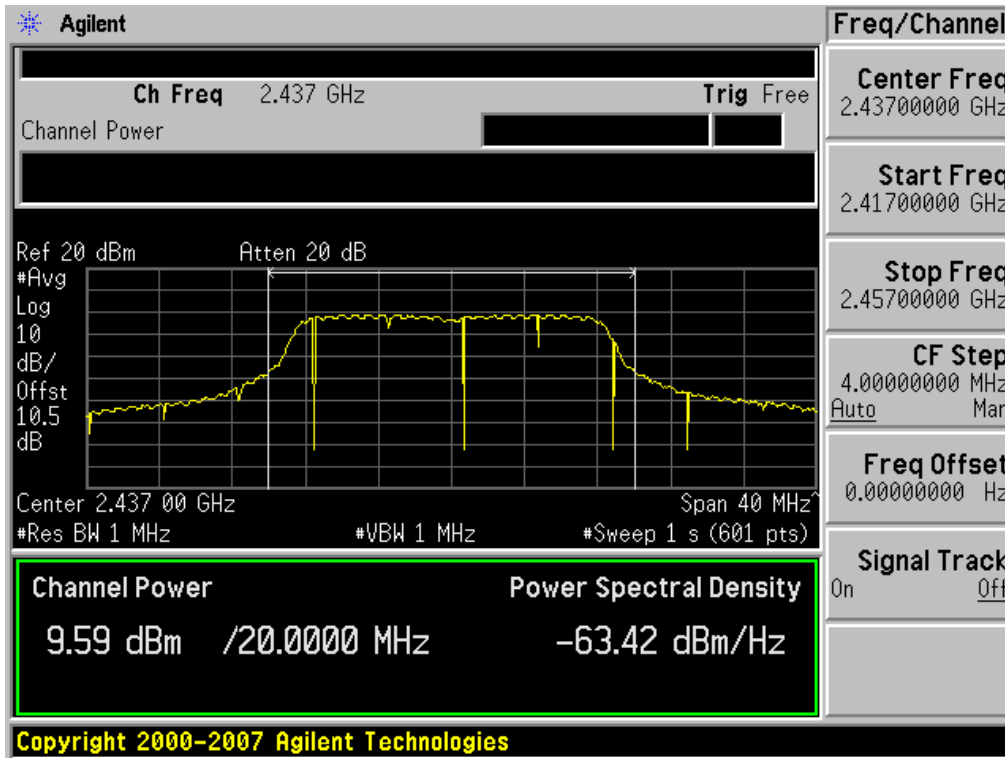 Agilent
Freq/Channel
Ch Freq 2.437 GHz Trig Free
Channel Power
Center Freq
2.43700000 GHz
Start Freq
2.41700000 GHz
Ref 20 dBm Atten 20 dB
#Avg
Log
10
dB/
Offst
10.5
dB
Stop Freq
2.45700000 GHz
CF Step
4.00000000 MHz
Auto Man
Freq Offset
0.00000000 Hz
Center 2.437 00 GHz Span 40 MHz^
#Res BW 1 MHz #VBW 1 MHz #Sweep 1 s (601 pts)
Signal Track
On Off
Channel Power Power Spectral Density
9.59 dBm /20.0000 MHz -63.42 dBm/Hz
Copyright 2000-2007 Agilent Technologies